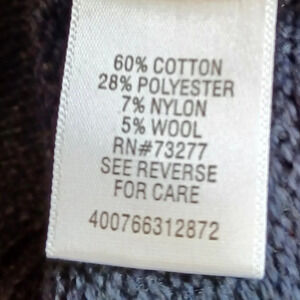 60% COTTON
28% POLYESTER
7% NYLON
5% WOOL
RN#73277
SEE REVERSE
FOR CARE
400766312872